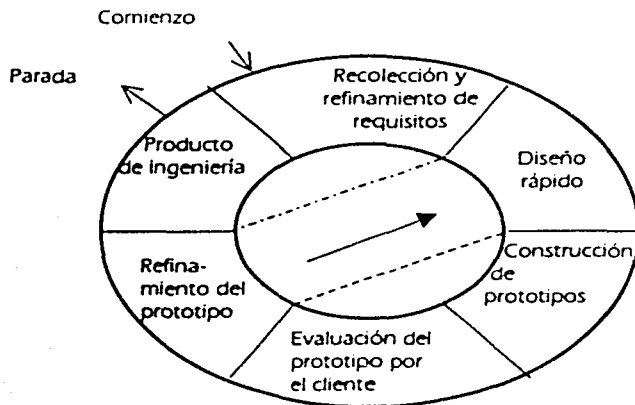 Comienzo
Parada
Recolección y
refinamiento de
requisitos
Diseño
rápido
Construcción
de
prototipos
Evaluación del
prototipo por
el cliente
Refina-
miento del
prototipo
Producto
de ingeniería